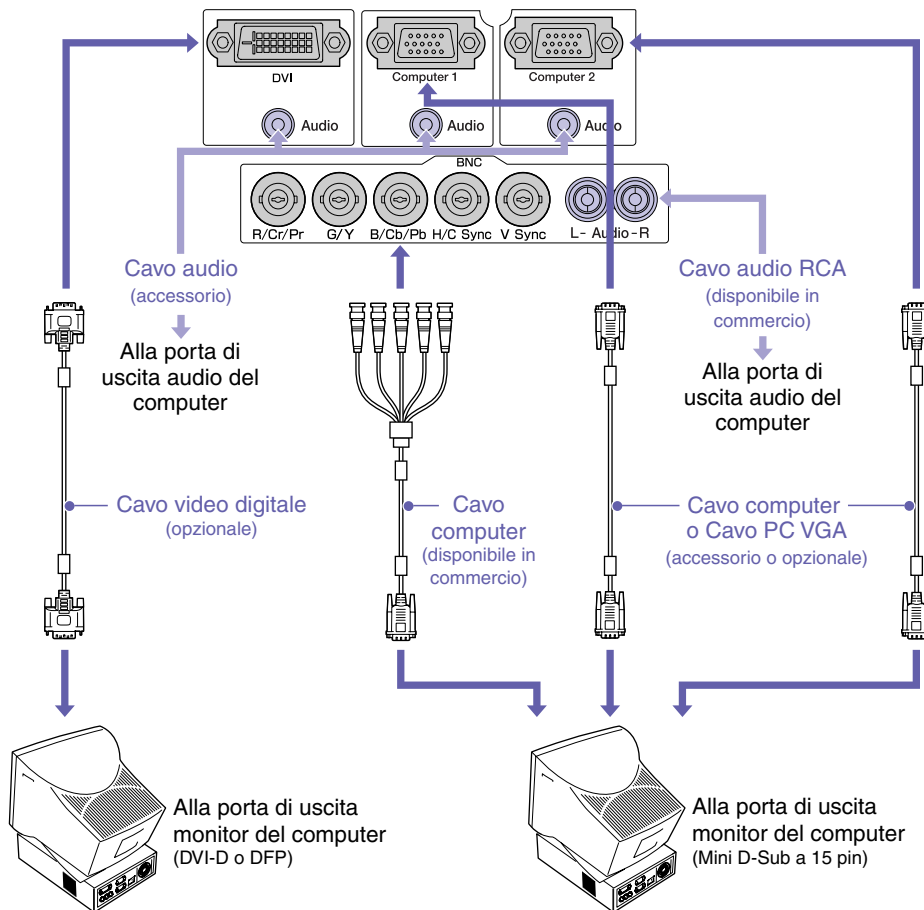 DVI
Computer 1
Computer 2
Audio
Audio
Audio
BNC
R/Cr/Pr
G/Y
B/Cb/Pb
H/C Sync
V Sync
L- Audio -R
Cavo audio
(accessorio)
Alla porta di
uscita audio del
computer
Cavo audio RCA
(disponibile in
commercio)
Alla porta di
uscita audio del
computer
Cavo video digitale
(opzionale)
Cavo
computer
(disponibile in
commercio)
Cavo computer
o Cavo PC VGA
(accessorio o opzionale)
Alla porta di uscita
monitor del computer
(DVI-D o DFP)
Alla porta di uscita
monitor del computer
(Mini D-Sub a 15 pin)